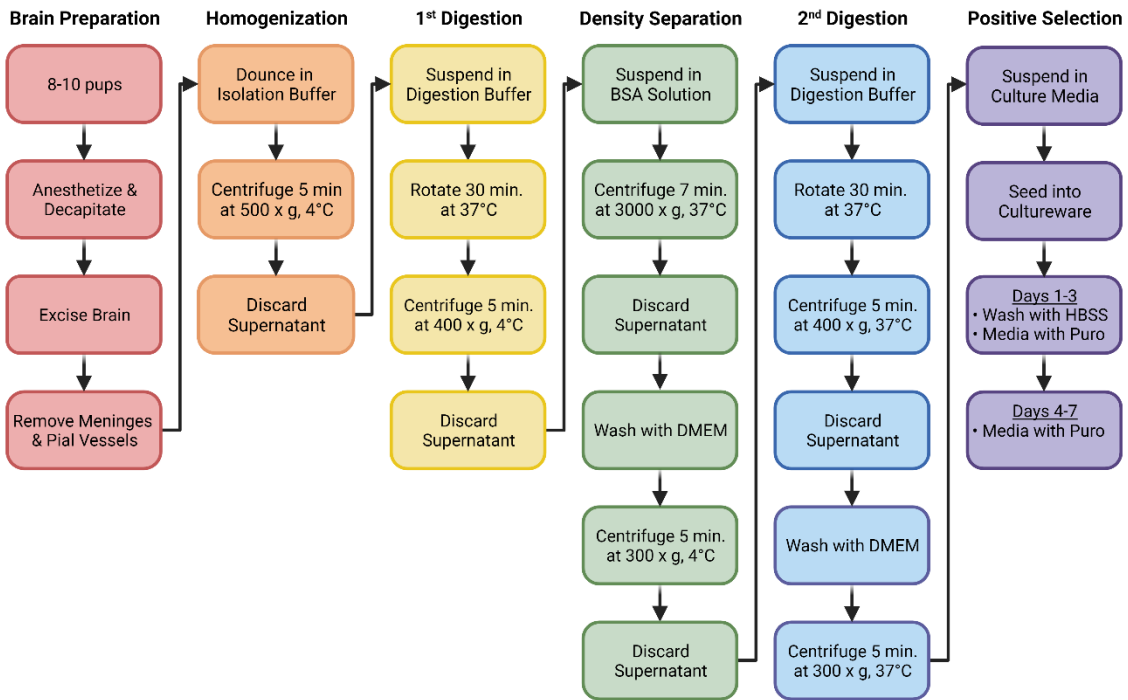 Brain Preparation
8-10 pups
Anesthetize &
Decapitate
Excise Brain
Remove Meninges
& Pial Vessels
Homogenization
Dounce in
Isolation Buffer
Centrifuge 5 min
at 500 x g, 4°C
Discard
Supernatant
1st Digestion
Suspend in
Digestion Buffer
Rotate 30 min.
at 37°C
Centrifuge 5 min.
at 400 x g, 4°C
Discard
Supernatant
Density Separation
Suspend in
BSA Solution
Centrifuge 7 min.
at 3000 x g, 37°C
Discard
Supernatant
Wash with DMEM
Centrifuge 5 min.
at 300 x g, 4°C
Discard
Supernatant
2nd Digestion
Suspend in
Digestion Buffer
Rotate 30 min.
at 37°C
Centrifuge 5 min.
at 400 x g, 37°C
Discard
Supernatant
Wash with DMEM
Centrifuge 5 min.
at 300 x g, 37°C
Positive Selection
Suspend in
Culture Media
Seed into
Cultureware
Days 1-3
• Wash with HBSS
• Media with Puro
Days 4-7
• Media with Puro